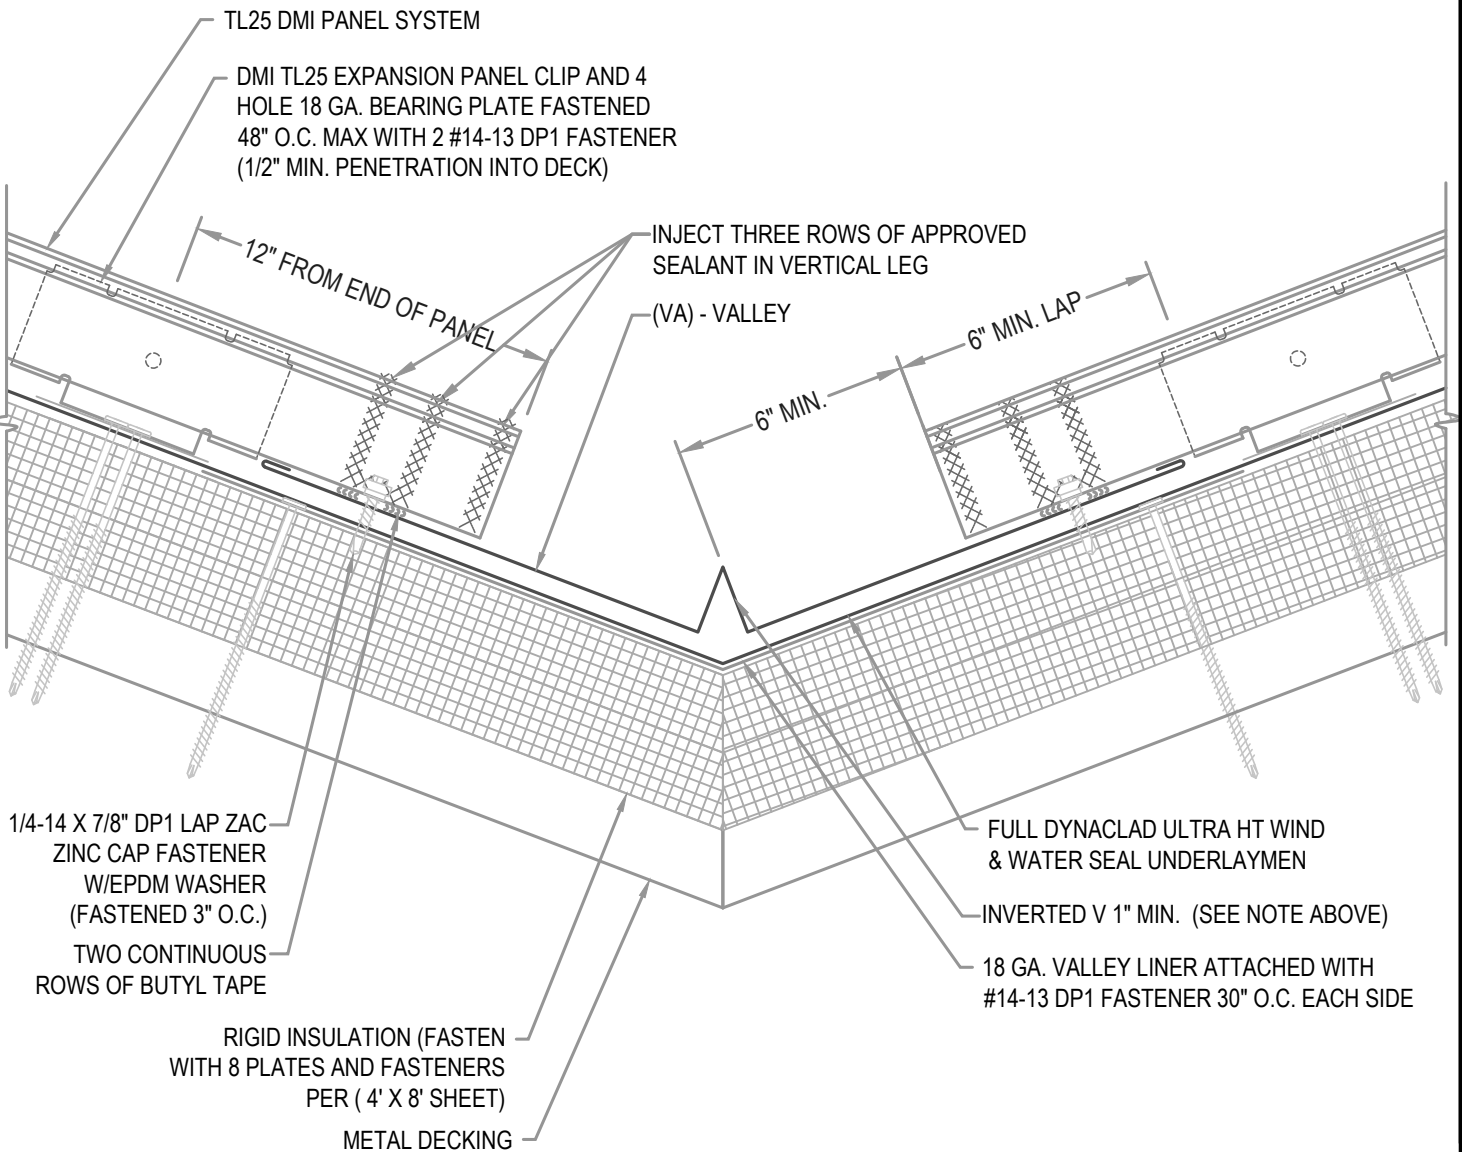 TL25 DMI PANEL SYSTEM
DMI TL25 EXPANSION PANEL CLIP AND 4
HOLE 18 GA. BEARING PLATE FASTENED
48" O.C. MAX WITH 2 #14-13 DP1 FASTENER
(1/2" MIN. PENETRATION INTO DECK)
12" FROM END OF PANEL
INJECT THREE ROWS OF APPROVED
SEALANT IN VERTICAL LEG
(VA) - VALLEY
6" MIN.
6" MIN. LAP
1/4-14 X 7/8" DP1 LAP ZAC
ZINC CAP FASTENER
W/EPDM WASHER
(FASTENED 3" O.C.)
TWO CONTINUOUS
ROWS OF BUTYL TAPE
RIGID INSULATION (FASTEN
WITH 8 PLATES AND FASTENERS
PER ( 4' X 8' SHEET)
METAL DECKING
FULL DYNACLAD ULTRA HT WIND
& WATER SEAL UNDERLAYMEN
INVERTED V 1" MIN. (SEE NOTE ABOVE)
18 GA. VALLEY LINER ATTACHED WITH
#14-13 DP1 FASTENER 30" O.C. EACH SIDE